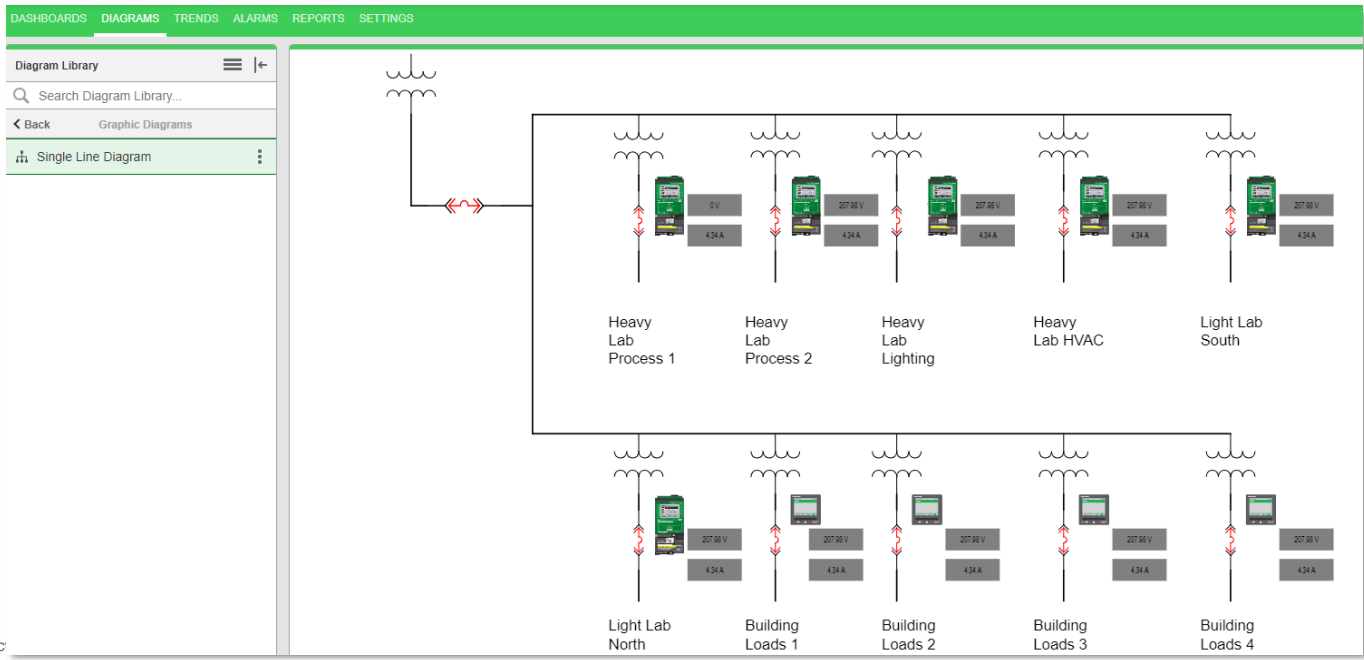 DASHBOARDS DIAGRAMS TRENDS ALARMS REPORTS SETTINGS
Diagram Library
Search Diagram Library...
Back Graphic Diagrams
Single Line Diagram
0 V 207.98 V 207.98 V 207.98 V 207.98 V
4.34 A 4.34 A 4.34 A 4.34 A 4.34 A
Heavy Lab Process 1
Heavy Lab Process 2
Heavy Lab Lighting
Heavy Lab HVAC
Light Lab South
207.98 V 207.98 V 207.98 V 207.98 V 207.98 V
4.34 A 4.34 A 4.34 A 4.34 A 4.34 A
Light Lab North
Building Loads 1
Building Loads 2
Building Loads 3
Building Loads 4